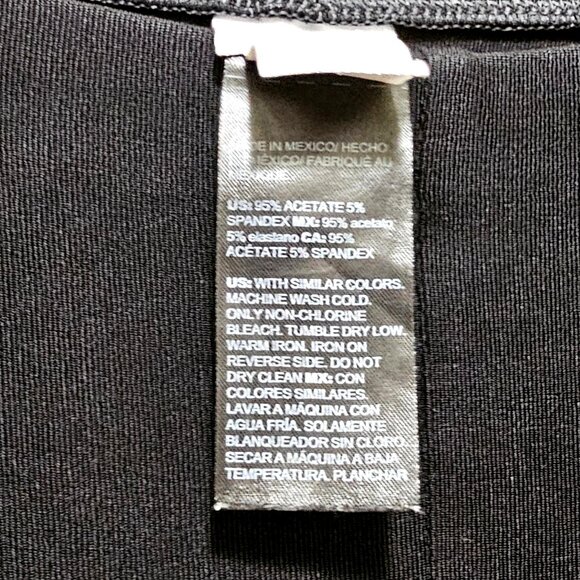 DE IN MEXICO/ HECHO
MÉXICO/ FABRIQUÉ AU
MEXIQUE
US: 95% ACETATE 5%
SPANDEX MX: 95% acetato
5% elastano CA: 95%
ACÉTATE 5% SPANDEX
US: WITH SIMILAR COLORS.
MACHINE WASH COLD.
ONLY NON-CHLORINE
BLEACH. TUMBLE DRY LOW.
WARM IRON. IRON ON
REVERSE SIDE. DO NOT
DRY CLEAN MX: CON
COLORES SIMILARES.
LAVAR A MÁQUINA CON
AGUA FRÍA. SOLAMENTE
BLANQUEADOR SIN CLORO.
SECAR A MÁQUINA A BAJA
TEMPERATURA. PLANCHAR